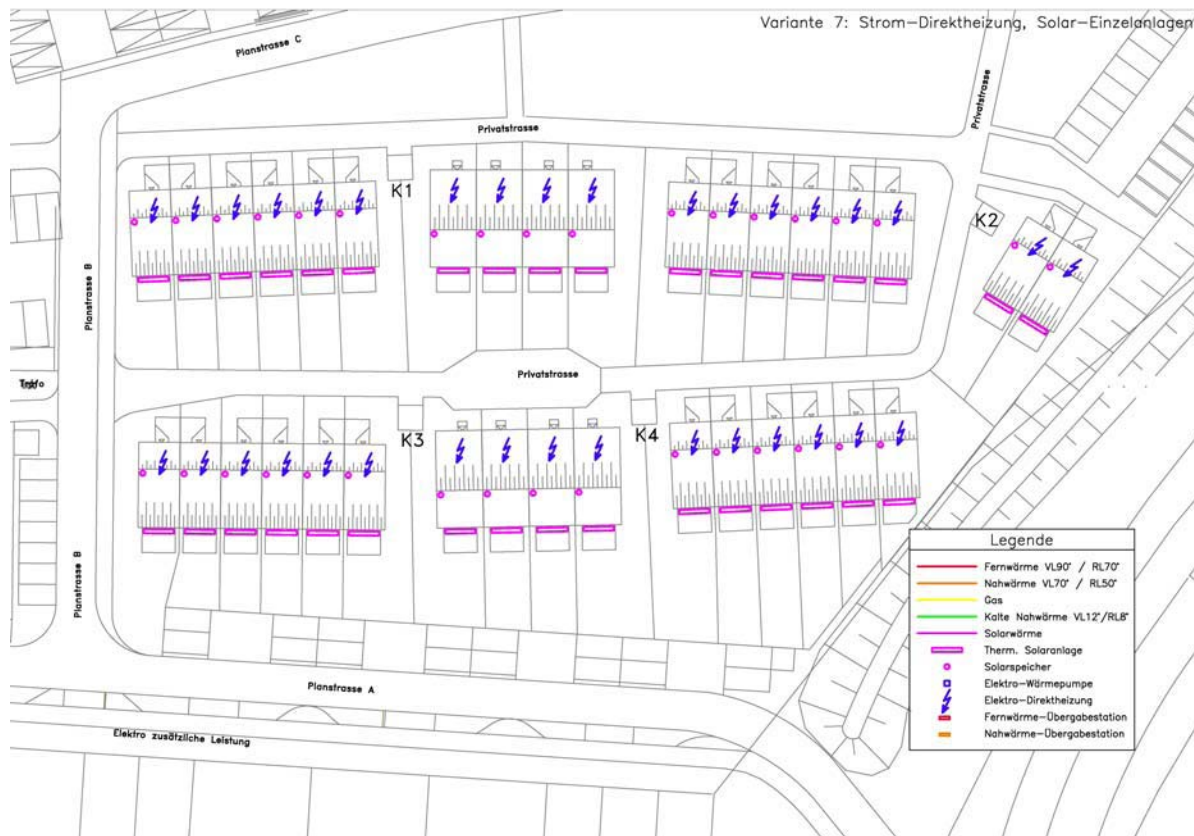 Variante 7: Strom-Direktheizung, Solar-Einzelanlagen
Planstrasse C
Privatstrasse
Privatstrasse
K1
K2
Planstrasse B
Privatstrasse
K3
K4
Planstrasse B
Legende
Fernwärme VL90° / RL70°
Nahwärme VL70° / RL50°
Gas
Kalte Nahwärme VL12°/RL8°
Solarwärme
Therm. Solaranlage
Solarspeicher
Elektro-Wärmepumpe
Elektro-Direktheizung
Fernwärme-Übergabestation
Nahwärme-Übergabestation
Planstrasse A
Elektro zusätzliche Leistung